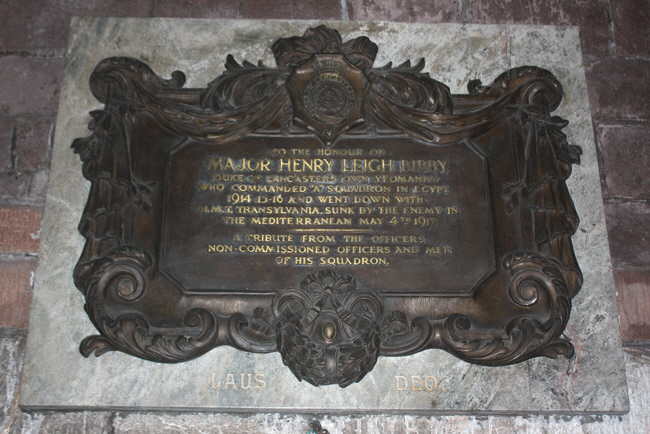 TO THE HONOUR OF
MAJOR HENRY LEIGH BIBBY
DUKE OF LANCASTER'S OWN YEOMANRY
WHO COMMANDED "A" SQUADRON IN EGYPT
1914-15-16 AND WENT DOWN WITH
H.M.T. TRANSYLVANIA, SUNK BY THE ENEMY IN
THE MEDITERRANEAN MAY 4TH 1917.
A TRIBUTE FROM THE OFFICERS
NON-COMMISSIONED OFFICERS AND MEN
OF HIS SQUADRON.
LAUS DEO